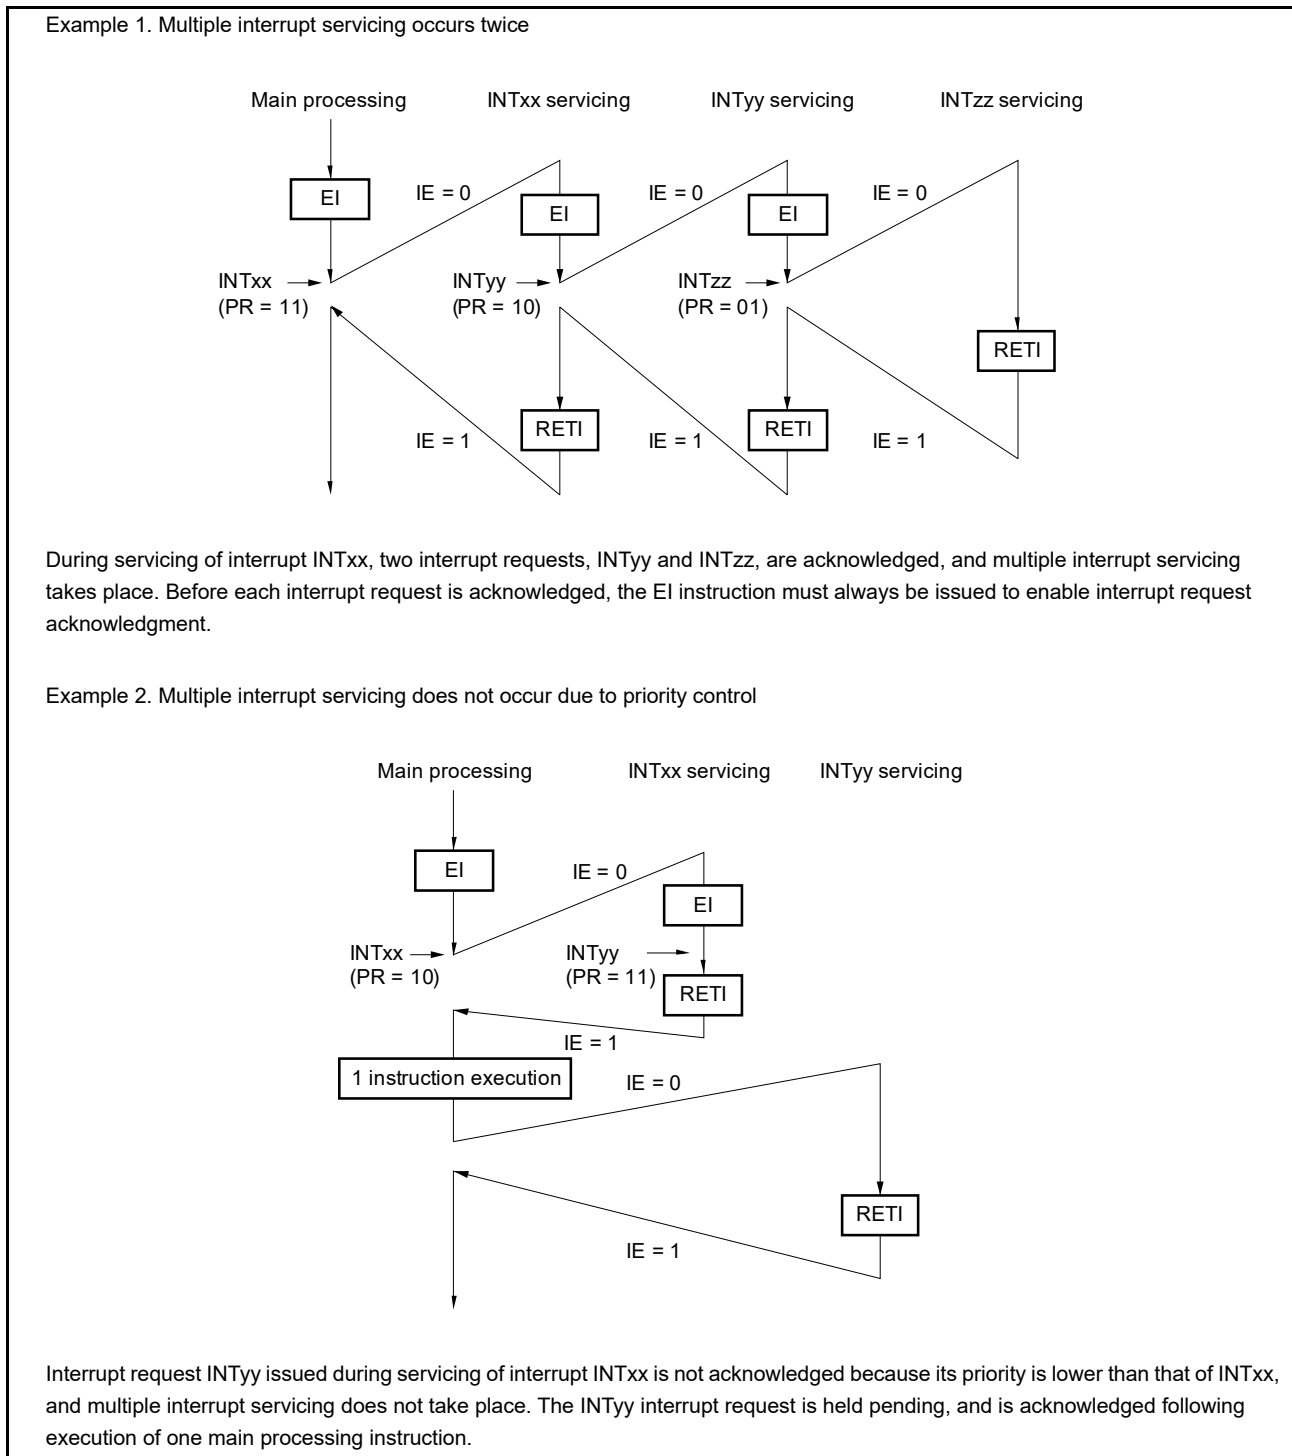 Example 1. Multiple interrupt servicing occurs twice
Main processing INTxx servicing INTyy servicing INTzz servicing
EI IE = 0 EI IE = 0 EI IE = 0
INTxx INTyy INTzz
(PR = 11) (PR = 10) (PR = 01)
RETI
IE = 1 RETI IE = 1 RETI IE = 1
During servicing of interrupt INTxx, two interrupt requests, INTyy and INTzz, are acknowledged, and multiple interrupt servicing
takes place. Before each interrupt request is acknowledged, the EI instruction must always be issued to enable interrupt request
acknowledgment.
Example 2. Multiple interrupt servicing does not occur due to priority control
Main processing INTxx servicing INTyy servicing
EI IE = 0
EI
INTxx INTyy
(PR = 10) (PR = 11)
RETI
IE = 1
1 instruction execution IE = 0
RETI
IE = 1
Interrupt request INTyy issued during servicing of interrupt INTxx is not acknowledged because its priority is lower than that of INTxx,
and multiple interrupt servicing does not take place. The INTyy interrupt request is held pending, and is acknowledged following
execution of one main processing instruction.